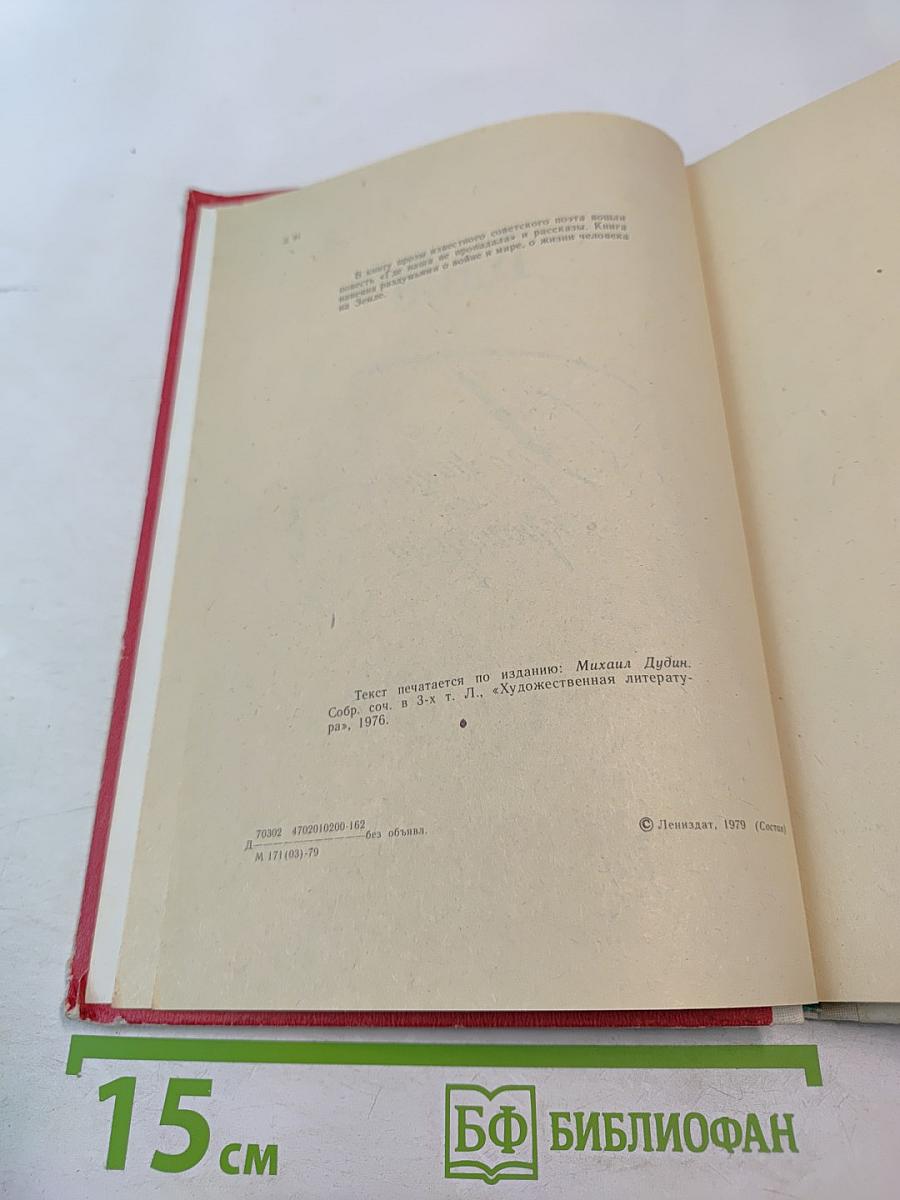 В книгу прозы известного советского поэта вошли
повесть «Где наша не пропадала» и рассказы. Книга
навеяна раздумьями о войне и мире, о жизни человека
на Земле.
Текст печатается по изданию: Михаил Дудин.
Собр. соч. в 3-х т. Л., «Художественная литерату-
ра», 1976.
70302 4702010200-162
Д без объявл.
М 171(03)-79
© Лениздат, 1979 (Состав)
15 см
БФ БИБЛИОФАН